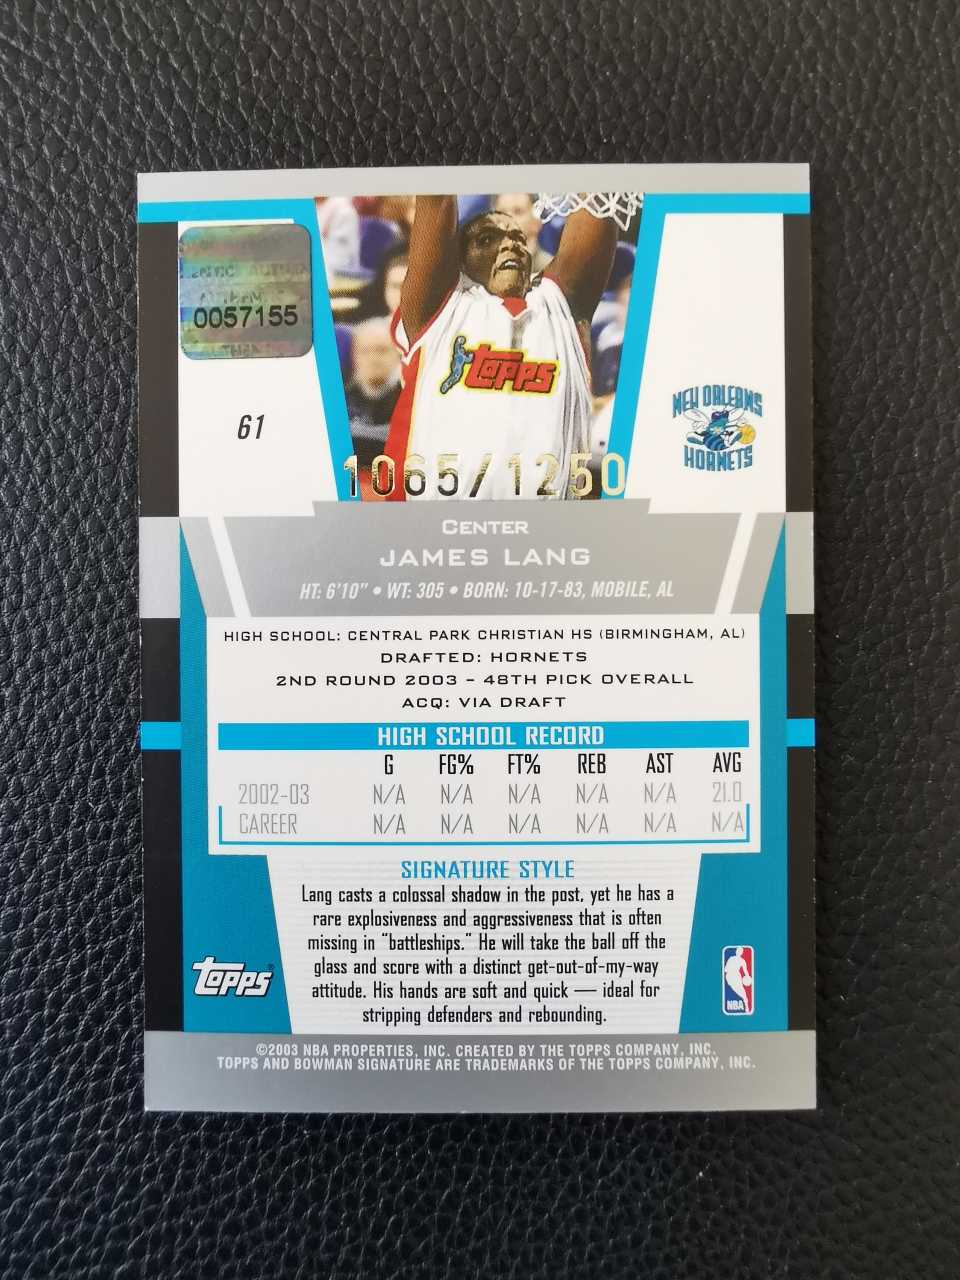 0057155
61
topps
NEW ORLEANS
HORNETS
1065/1250
CENTER
JAMES LANG
HT: 6'10" • WT: 305 • BORN: 10-17-83, MOBILE, AL
HIGH SCHOOL: CENTRAL PARK CHRISTIAN HS (BIRMINGHAM, AL)
DRAFTED: HORNETS
2ND ROUND 2003 – 48TH PICK OVERALL
ACQ: VIA DRAFT
HIGH SCHOOL RECORD
G FG% FT% REB AST AVG
2002-03 N/A N/A N/A N/A N/A 21.0
CAREER N/A N/A N/A N/A N/A N/A
SIGNATURE STYLE
Lang casts a colossal shadow in the post, yet he has a
rare explosiveness and aggressiveness that is often
missing in “battleships.” He will take the ball off the
glass and score with a distinct get-out-of-my-way
attitude. His hands are soft and quick — ideal for
stripping defenders and rebounding.
topps®
NBA
©2003 NBA PROPERTIES, INC. CREATED BY THE TOPPS COMPANY, INC.
TOPPS AND BOWMAN SIGNATURE ARE TRADEMARKS OF THE TOPPS COMPANY, INC.